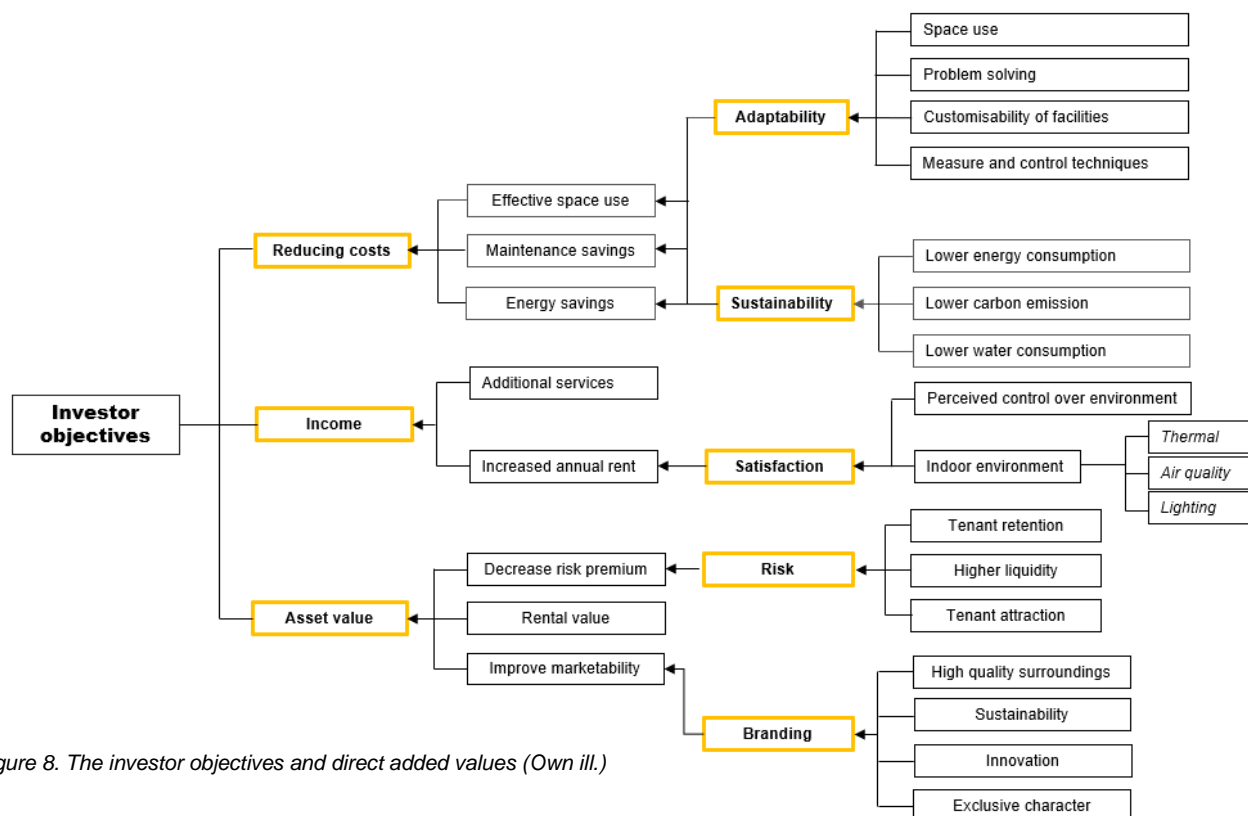 Space use
Problem solving
Adaptability
Customisability of facilities
Measure and control techniques
Effective space use
Reducing costs
Maintenance savings
Energy savings
Lower energy consumption
Sustainability
Lower carbon emission
Lower water consumption
Investor
objectives
Additional services
Income
Increased annual rent
Satisfaction
Perceived control over environment
Indoor environment
Thermal
Air quality
Lighting
Tenant retention
Decrease risk premium
Risk
Higher liquidity
Asset value
Rental value
Tenant attraction
Improve marketability
High quality surroundings
Sustainability
Branding
Innovation
Exclusive character
gure 8. The investor objectives and direct added values (Own ill.)